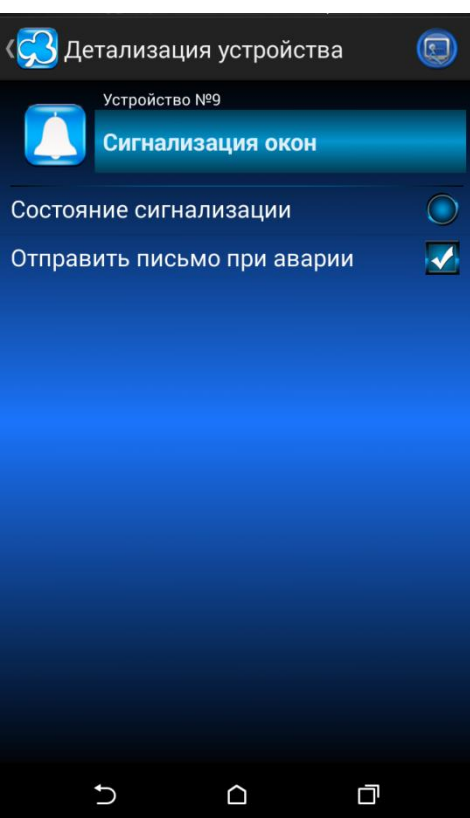 Детализация устройства
Устройство №9
Сигнализация окон
Состояние сигнализации
Отправить письмо при аварии